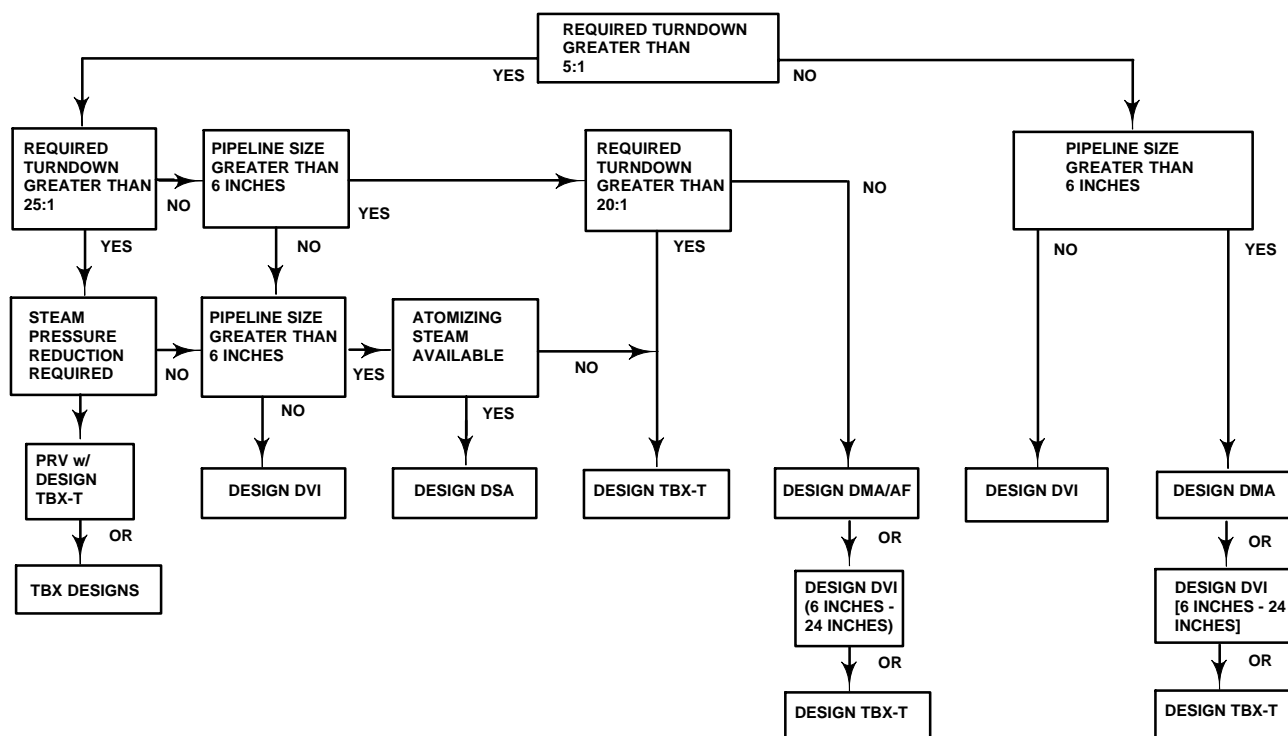 REQUIRED TURNDOWN
GREATER THAN
5:1
YES
NO
REQUIRED
TURNDOWN
GREATER THAN
25:1
NO
YES
PIPELINE SIZE
GREATER THAN
6 INCHES
YES
NO
REQUIRED
TURNDOWN
GREATER THAN
20:1
NO
YES
PIPELINE SIZE
GREATER THAN
6 INCHES
NO
YES
STEAM
PRESSURE
REDUCTION
REQUIRED
NO
YES
PIPELINE SIZE
GREATER THAN
6 INCHES
YES
NO
ATOMIZING
STEAM
AVAILABLE
NO
YES
PRV w/
DESIGN
TBX-T
OR
TBX DESIGNS
DESIGN DVI
DESIGN DSA
DESIGN TBX-T
DESIGN DMA/AF
OR
DESIGN DVI
(6 INCHES -
24 INCHES)
OR
DESIGN TBX-T
DESIGN DVI
DESIGN DMA
OR
DESIGN DVI
[6 INCHES - 24
INCHES]
OR
DESIGN TBX-T